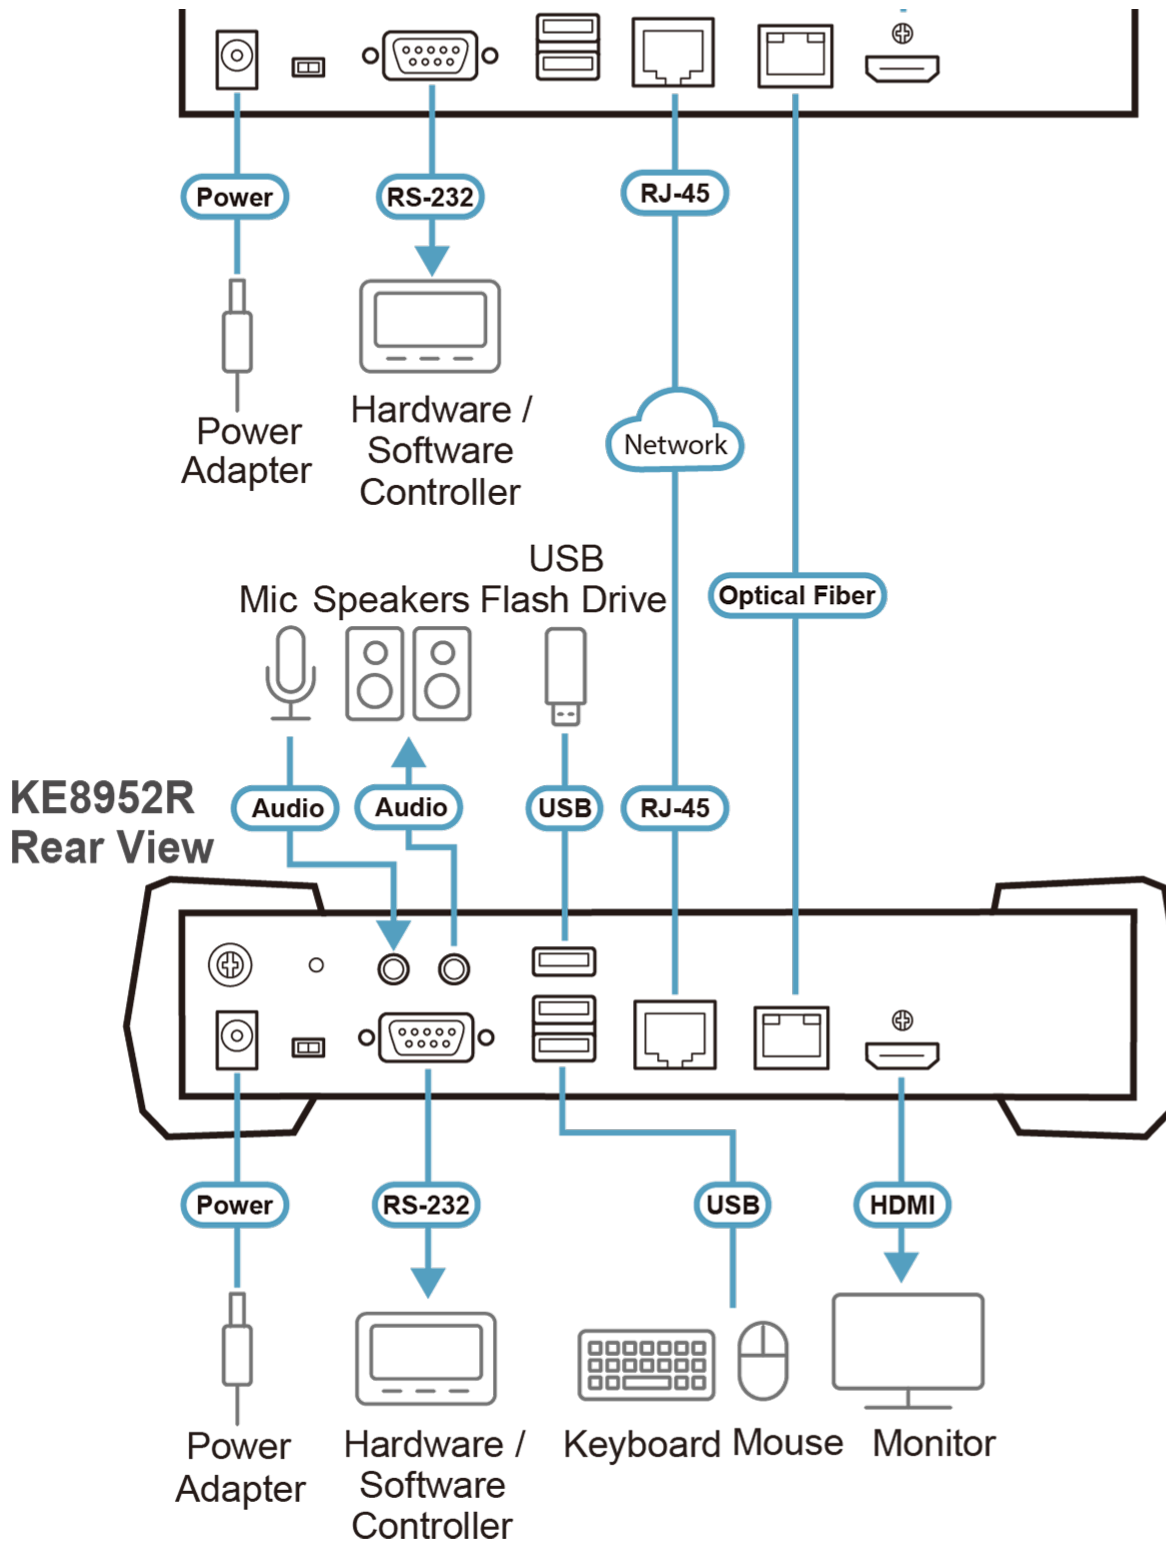 Power
RS-232
RJ-45
Power
Adapter
Hardware /
Software
Controller
Network
USB
Mic Speakers Flash Drive
Optical Fiber
KE8952R
Rear View
Audio
Audio
USB
RJ-45
Power
RS-232
USB
HDMI
Power
Adapter
Hardware /
Software
Controller
Keyboard Mouse Monitor